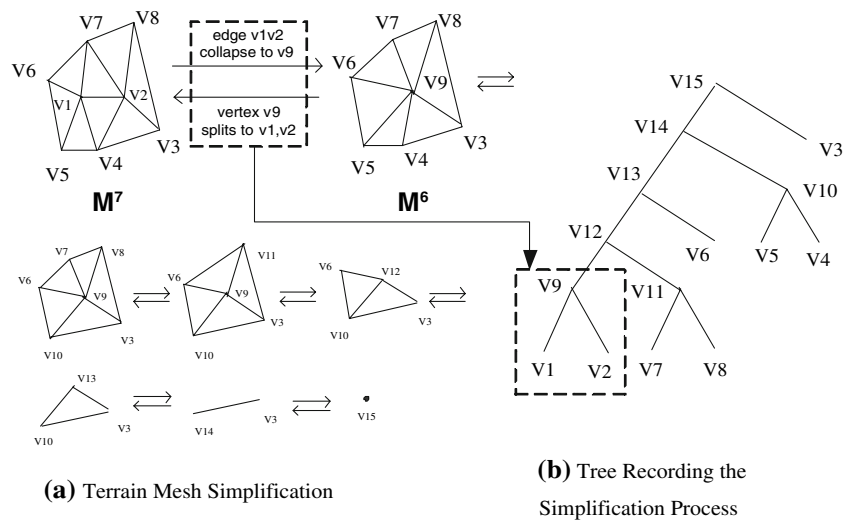 V7
V8
V6
V1
V2
V3
V5
V4
M7
edge v1v2
collapse to v9
vertex v9
splits to v1,v2
V7
V8
V6
V9
V3
V5
V4
M6
V7
V8
V6
V9
V3
V10
V11
V6
V9
V3
V10
V6
V12
V3
V10
V13
V3
V10
V3
V14
V15
V15
V14
V3
V13
V10
V12
V6
V5
V4
V9
V11
V1
V2
V7
V8
(a) Terrain Mesh Simplification
(b) Tree Recording the
Simplification Process